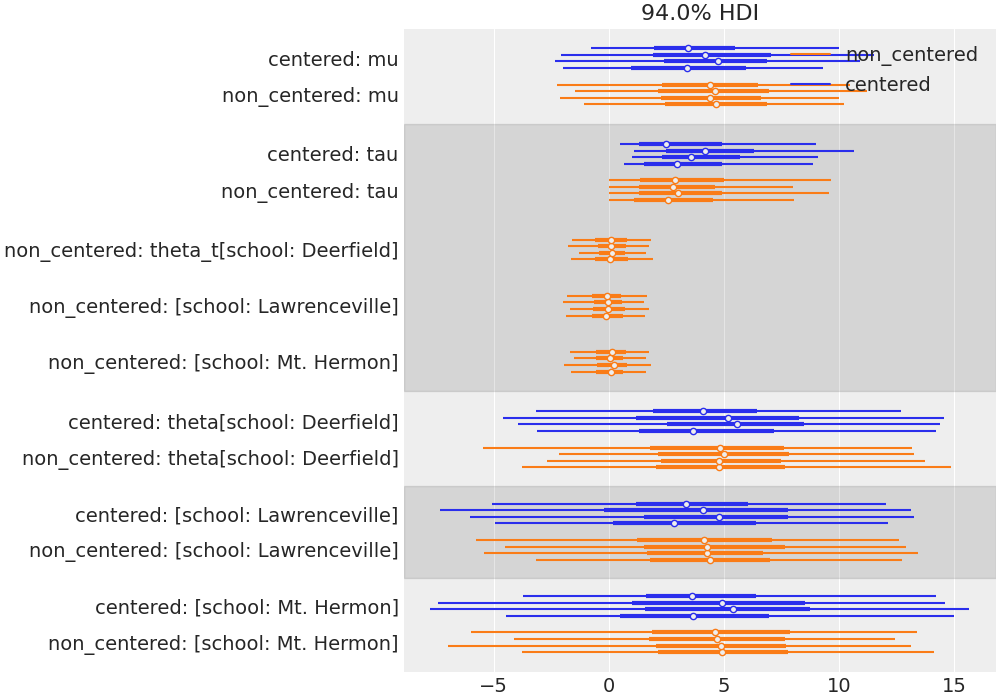 94.0% HDI
centered: mu
non_centered: mu
non_centered
centered
centered: tau
non_centered: tau
non_centered: theta_t[school: Deerfield]
non_centered: [school: Lawrenceville]
non_centered: [school: Mt. Hermon]
centered: theta[school: Deerfield]
non_centered: theta[school: Deerfield]
centered: [school: Lawrenceville]
non_centered: [school: Lawrenceville]
centered: [school: Mt. Hermon]
non_centered: [school: Mt. Hermon]
−5 0 5 10 15